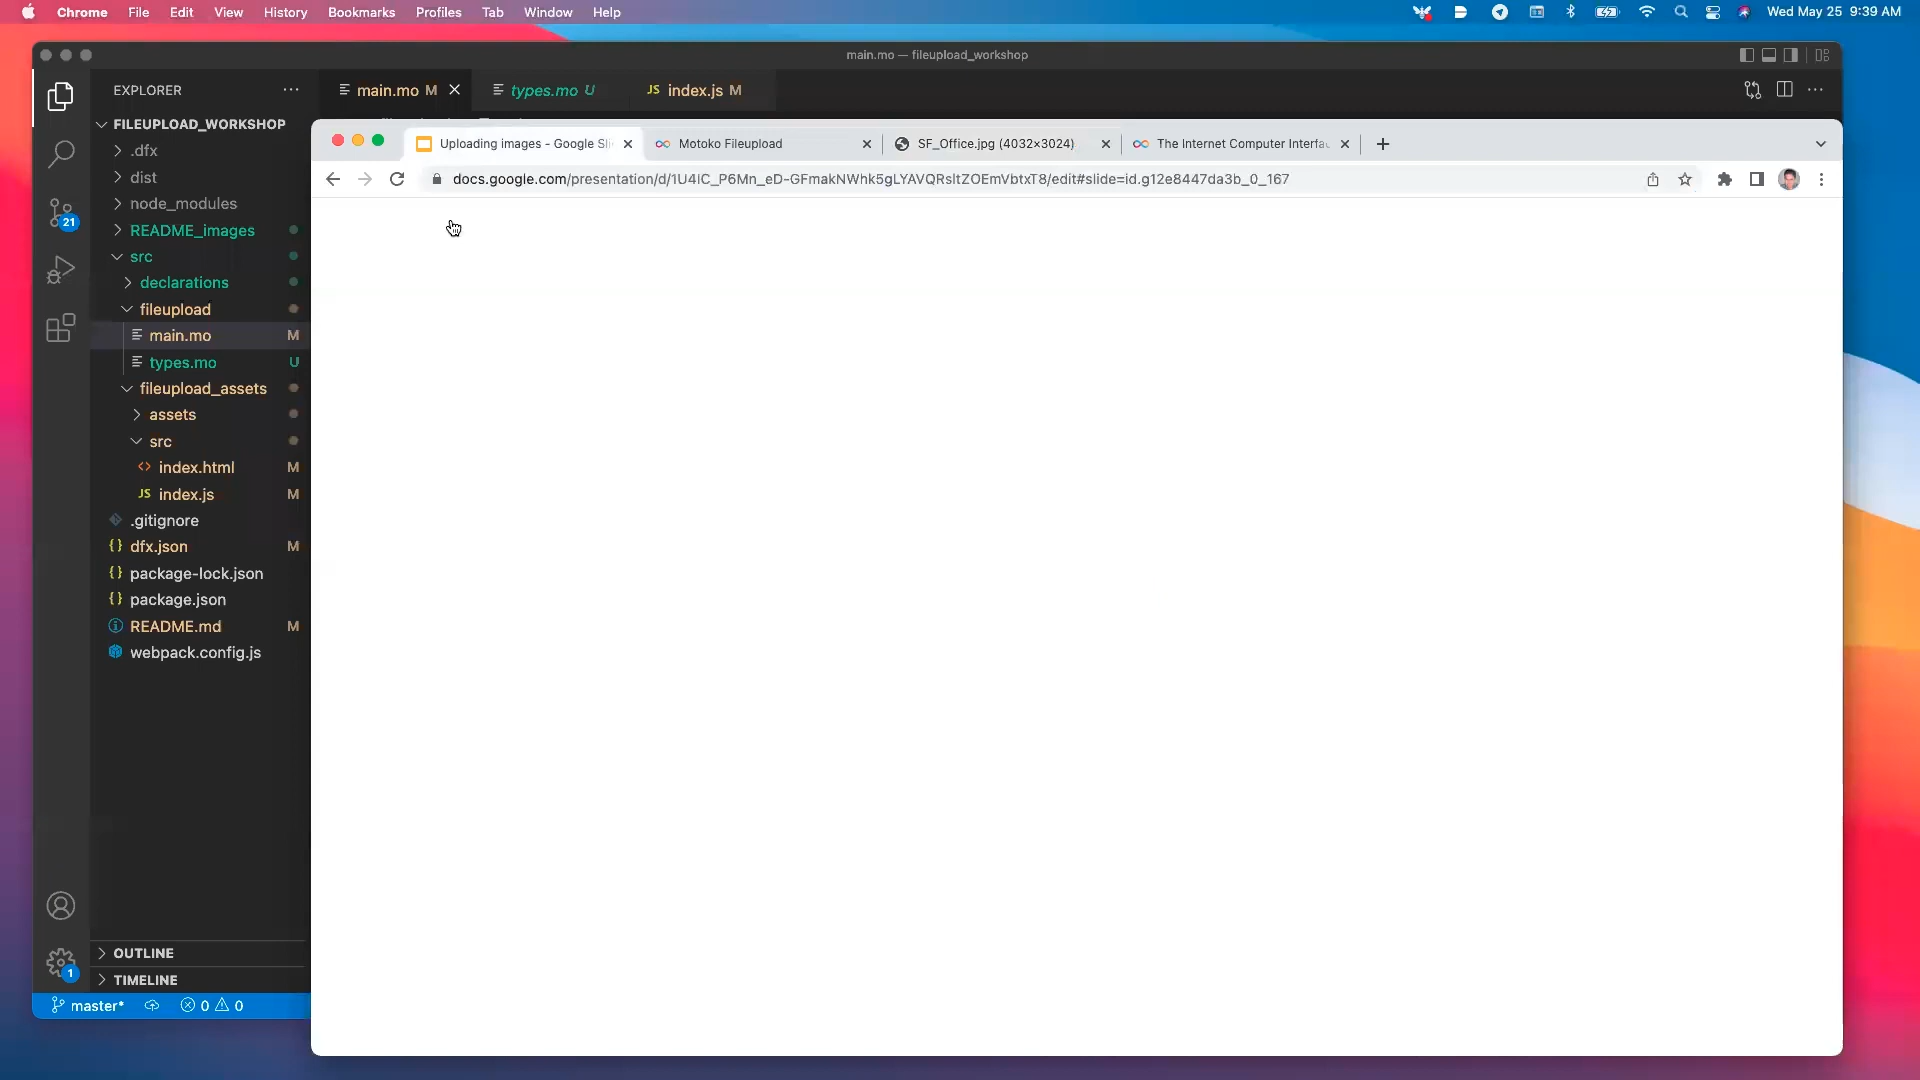 Chrome File Edit View History Bookmarks Profiles Tab Window Help Wed May 25 9:39 AM
main.mo — fileupload_workshop
EXPLORER
main.mo M
types.mo U
JS index.js M
FILEUPLOAD_WORKSHOP
.dfx
dist
node_modules
README_images
src
declarations
fileupload
main.mo M
types.mo U
fileupload_assets
assets
src
index.html M
JS index.js M
.gitignore
dfx.json M
package-lock.json
package.json
README.md M
webpack.config.js
OUTLINE
TIMELINE
master* 0 0
21
1
Uploading images - Google Sli
Motoko Fileupload
SF_Office.jpg (4032×3024)
The Internet Computer Interfac
docs.google.com/presentation/d/1U4IC_P6Mn_eD-GFmakNWhk5gLYAVQRsltZOEmVbtxT8/edit#slide=id.g12e8447da3b_0_167